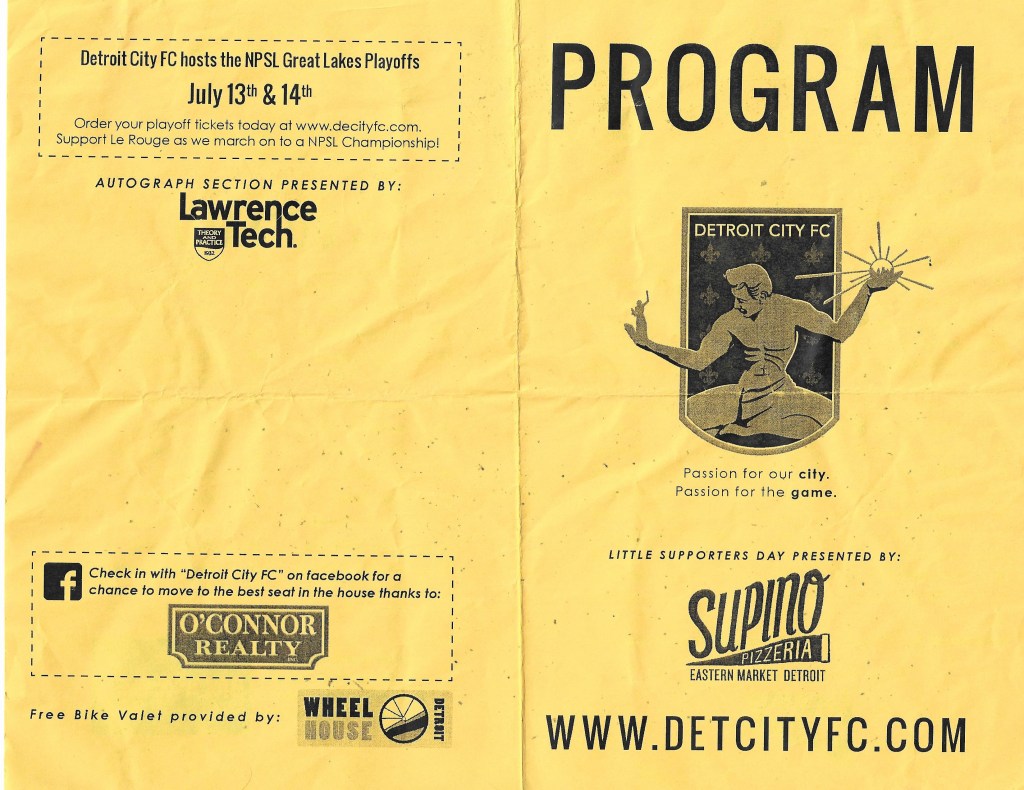 Detroit City FC hosts the NPSL Great Lakes Playoffs
July 13th & 14th
Order your playoff tickets today at www.decityfc.com.
Support Le Rouge as we march on to a NPSL Championship!
AUTOGRAPH SECTION PRESENTED BY:
Lawrence
Tech.
THEORY
AND
PRACTICE
1932
f Check in with "Detroit City FC" on facebook for a
chance to move to the best seat in the house thanks to:
O'CONNOR
REALTY
INC.
Free Bike Valet provided by:
WHEEL
HOUSE
DETROIT
PROGRAM
DETROIT CITY FC
Passion for our city.
Passion for the game.
LITTLE SUPPORTERS DAY PRESENTED BY:
SUPINO
PIZZERIA
EASTERN MARKET DETROIT
WWW.DETCITYFC.COM